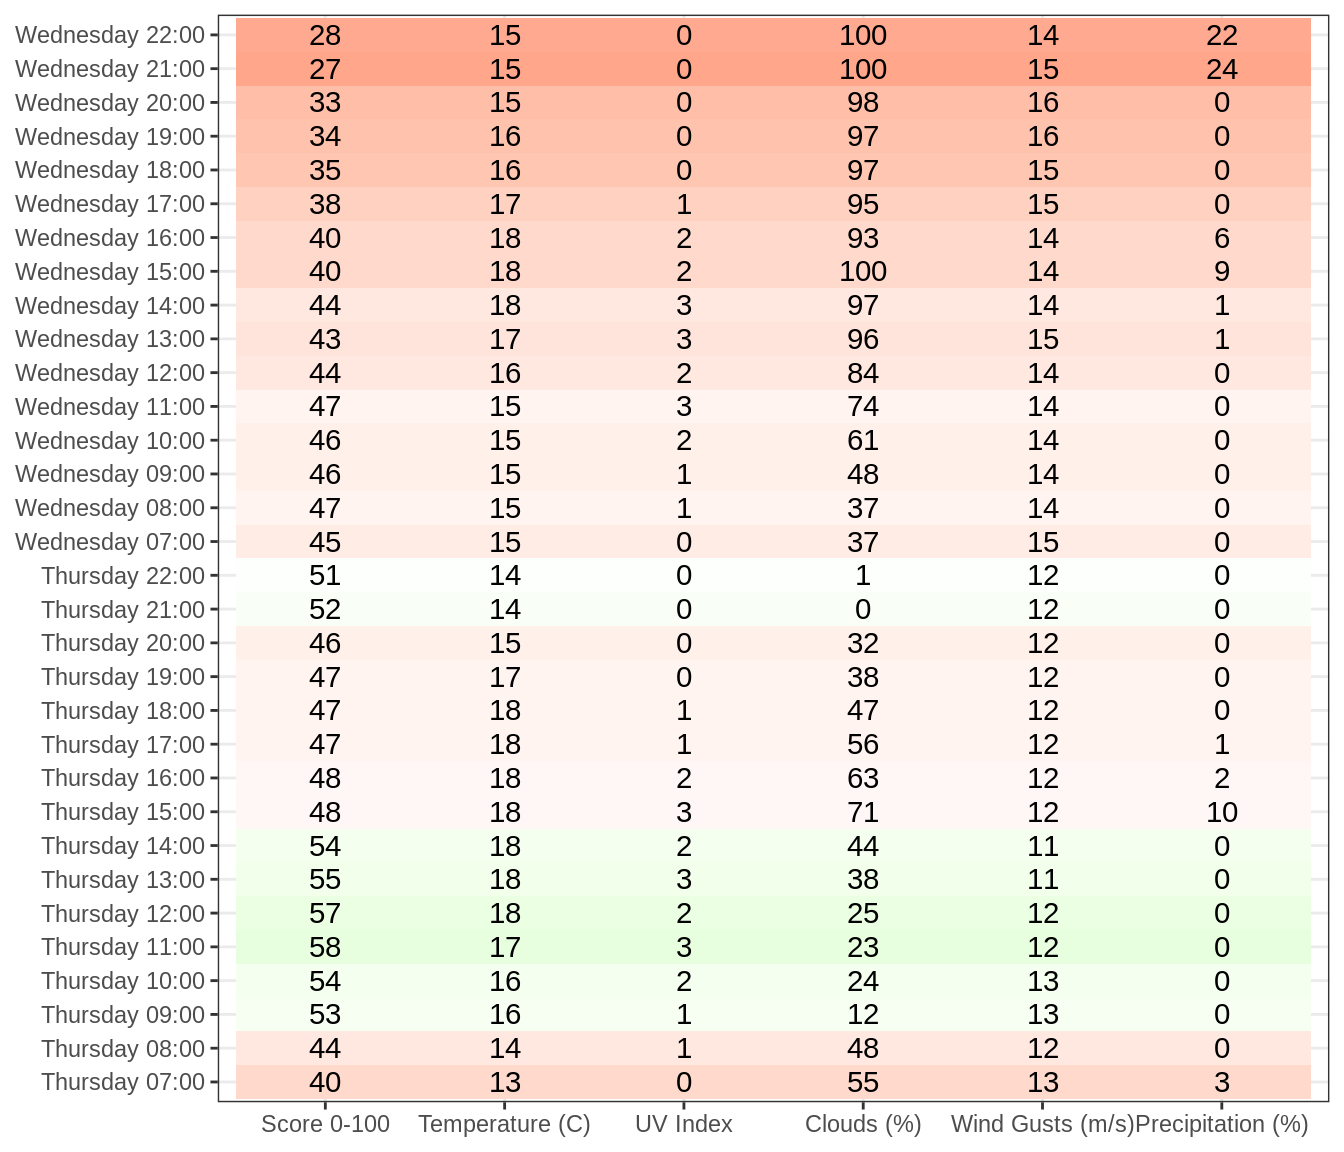 Wednesday 22:00 28 15 0 100 14 22
Wednesday 21:00 27 15 0 100 15 24
Wednesday 20:00 33 15 0 98 16 0
Wednesday 19:00 34 16 0 97 16 0
Wednesday 18:00 35 16 0 97 15 0
Wednesday 17:00 38 17 1 95 15 0
Wednesday 16:00 40 18 2 93 14 6
Wednesday 15:00 40 18 2 100 14 9
Wednesday 14:00 44 18 3 97 14 1
Wednesday 13:00 43 17 3 96 15 1
Wednesday 12:00 44 16 2 84 14 0
Wednesday 11:00 47 15 3 74 14 0
Wednesday 10:00 46 15 2 61 14 0
Wednesday 09:00 46 15 1 48 14 0
Wednesday 08:00 47 15 1 37 14 0
Wednesday 07:00 45 15 0 37 15 0
Thursday 22:00 51 14 0 1 12 0
Thursday 21:00 52 14 0 0 12 0
Thursday 20:00 46 15 0 32 12 0
Thursday 19:00 47 17 0 38 12 0
Thursday 18:00 47 18 1 47 12 0
Thursday 17:00 47 18 1 56 12 1
Thursday 16:00 48 18 2 63 12 2
Thursday 15:00 48 18 3 71 12 10
Thursday 14:00 54 18 2 44 11 0
Thursday 13:00 55 18 3 38 11 0
Thursday 12:00 57 18 2 25 12 0
Thursday 11:00 58 17 3 23 12 0
Thursday 10:00 54 16 2 24 13 0
Thursday 09:00 53 16 1 12 13 0
Thursday 08:00 44 14 1 48 12 0
Thursday 07:00 40 13 0 55 13 3
Score 0-100 Temperature (C) UV Index Clouds (%) Wind Gusts (m/s) Precipitation (%)